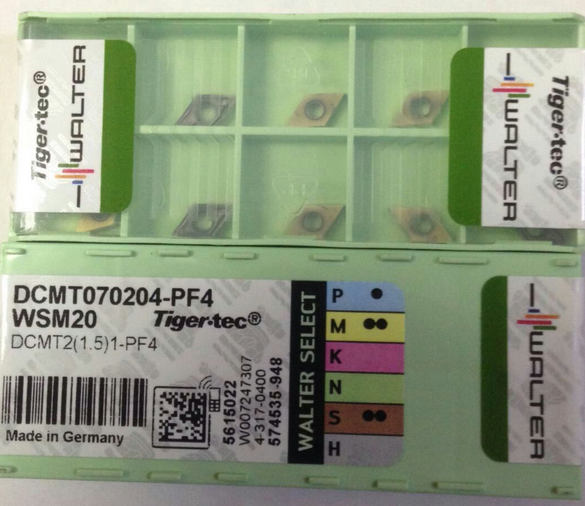 Tiger·tec®
WALTER
Tiger·tec®
WALTER
DCMT070204-PF4
WSM20 Tiger·tec®
DCMT2(1.5)1-PF4
Made in Germany
5615022
W007247307
4-317-0400
574535-948
WALTER SELECT
P
M
K
N
S
H
WALTER